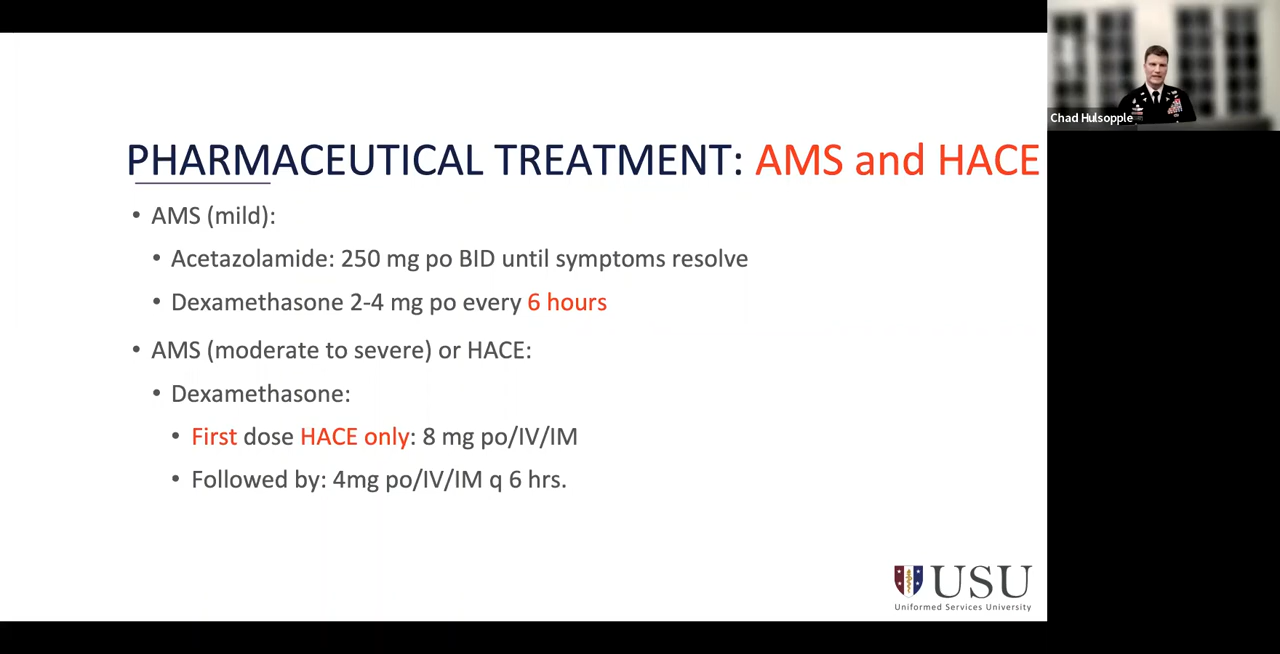 Chad Hulsopple
PHARMACEUTICAL TREATMENT: AMS and HACE
• AMS (mild):
• Acetazolamide: 250 mg po BID until symptoms resolve
• Dexamethasone 2-4 mg po every 6 hours
• AMS (moderate to severe) or HACE:
• Dexamethasone:
• First dose HACE only: 8 mg po/IV/IM
• Followed by: 4mg po/IV/IM q 6 hrs.
USU
Uniformed Services University